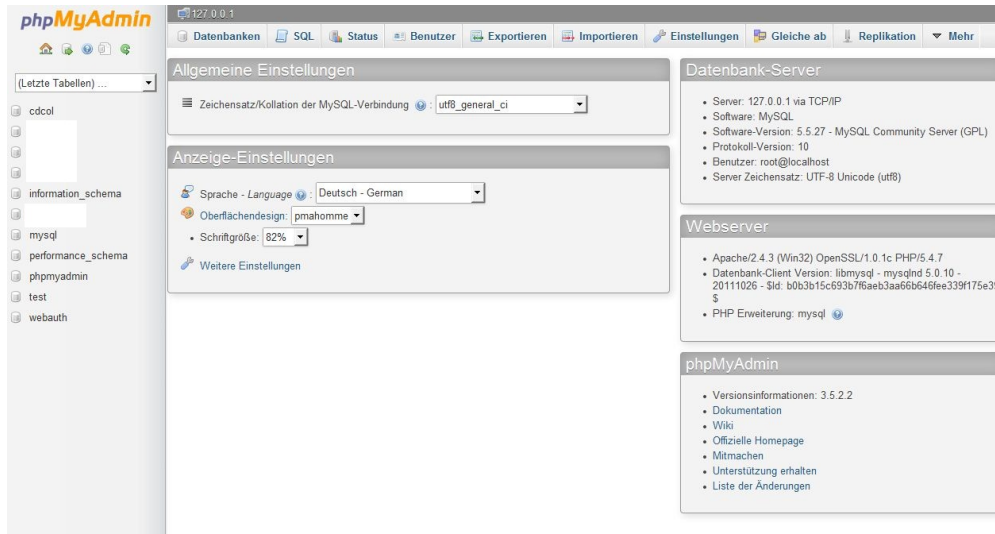 phpMyAdmin
(Letzte Tabellen) ...
cdcol
information_schema
mysql
performance_schema
phpmyadmin
test
webauth
127.0.0.1
Datenbanken SQL Status Benutzer Exportieren Importieren Einstellungen Gleiche ab Replikation Mehr
Allgemeine Einstellungen
Zeichensatz/Kollation der MySQL-Verbindung : utf8_general_ci
Anzeige-Einstellungen
Sprache - Language : Deutsch - German
Oberflächendesign: pmahomme
Schriftgröße: 82%
Weitere Einstellungen
Datenbank-Server
Server: 127.0.0.1 via TCP/IP
Software: MySQL
Software-Version: 5.5.27 - MySQL Community Server (GPL)
Protokoll-Version: 10
Benutzer: root@localhost
Server Zeichensatz: UTF-8 Unicode (utf8)
Webserver
Apache/2.4.3 (Win32) OpenSSL/1.0.1c PHP/5.4.7
Datenbank-Client Version: libmysql - mysqlnd 5.0.10 -
20111026 - $Id: b0b3b15c693b7f6aeb3aa66b646fee339f175e39
$
PHP Erweiterung: mysql
phpMyAdmin
Versionsinformationen: 3.5.2.2
Dokumentation
Wiki
Offizielle Homepage
Mitmachen
Unterstützung erhalten
Liste der Änderungen